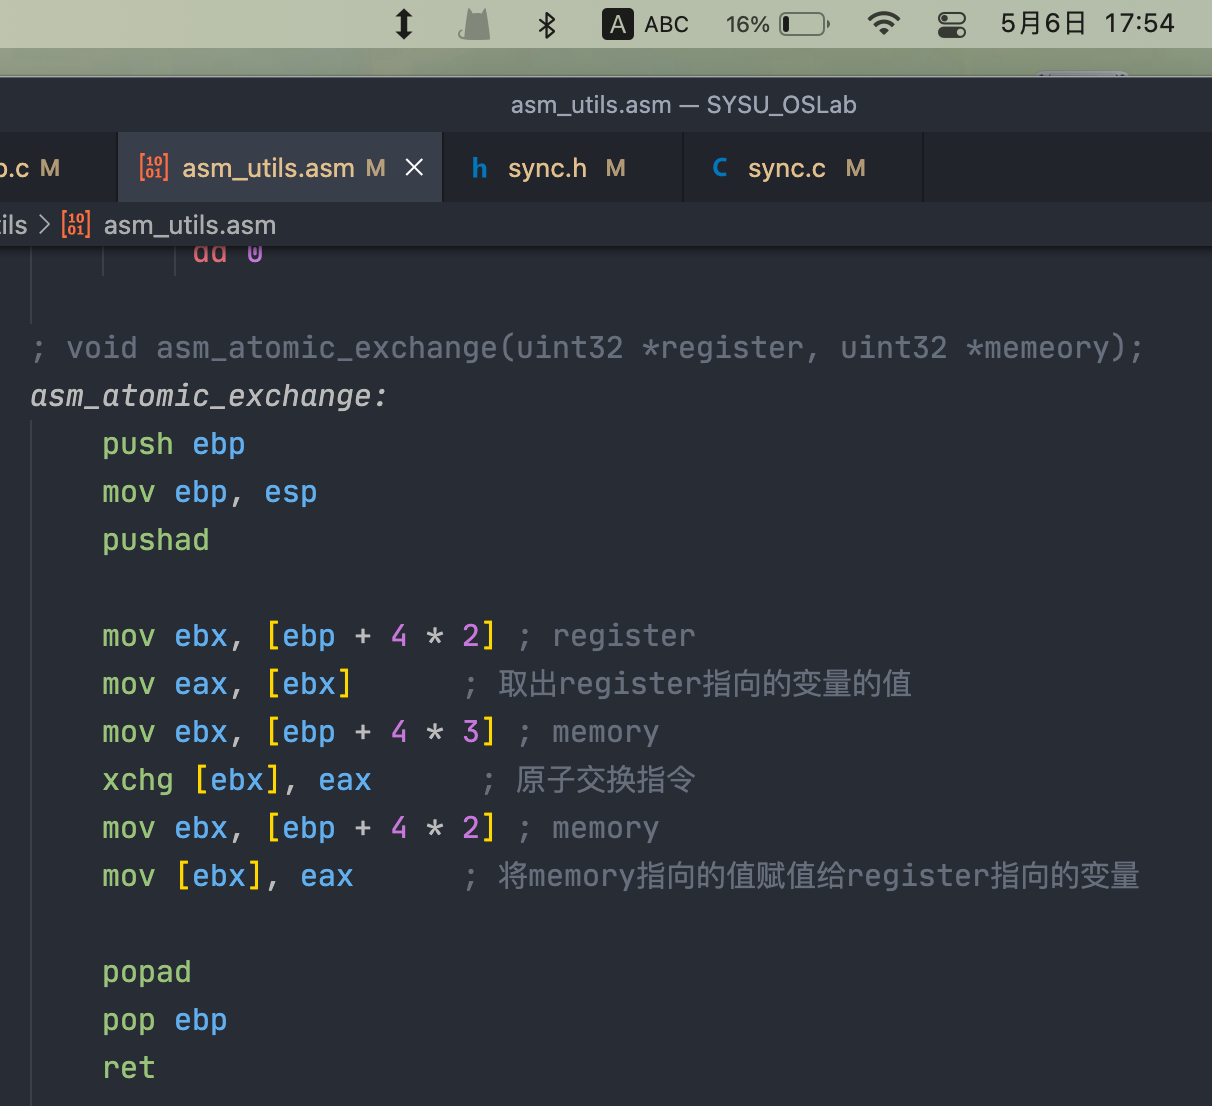 A ABC 16% 5月6日 17:54
asm_utils.asm — SYSU_OSLab
.c M asm_utils.asm M h sync.h M C sync.c M
ils > asm_utils.asm
dd 0
; void asm_atomic_exchange(uint32 *register, uint32 *memeory);
asm_atomic_exchange:
push ebp
mov ebp, esp
pushad
mov ebx, [ebp + 4 * 2] ; register
mov eax, [ebx] ; 取出register指向的变量的值
mov ebx, [ebp + 4 * 3] ; memory
xchg [ebx], eax ; 原子交换指令
mov ebx, [ebp + 4 * 2] ; memory
mov [ebx], eax ; 将memory指向的值赋值给register指向的变量
popad
pop ebp
ret